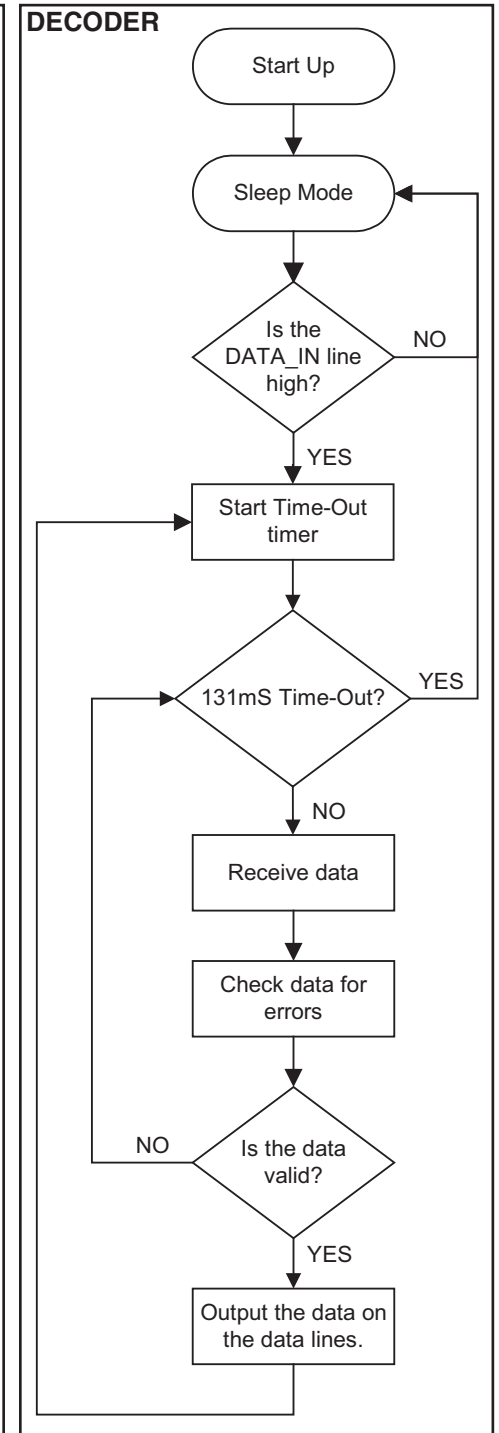 DECODER
Start Up
Sleep Mode
Is the
DATA_IN line
high?
NO
YES
Start Time-Out
timer
131mS Time-Out?
YES
NO
Receive data
Check data for
errors
Is the data
valid?
NO
YES
Output the data on
the data lines.